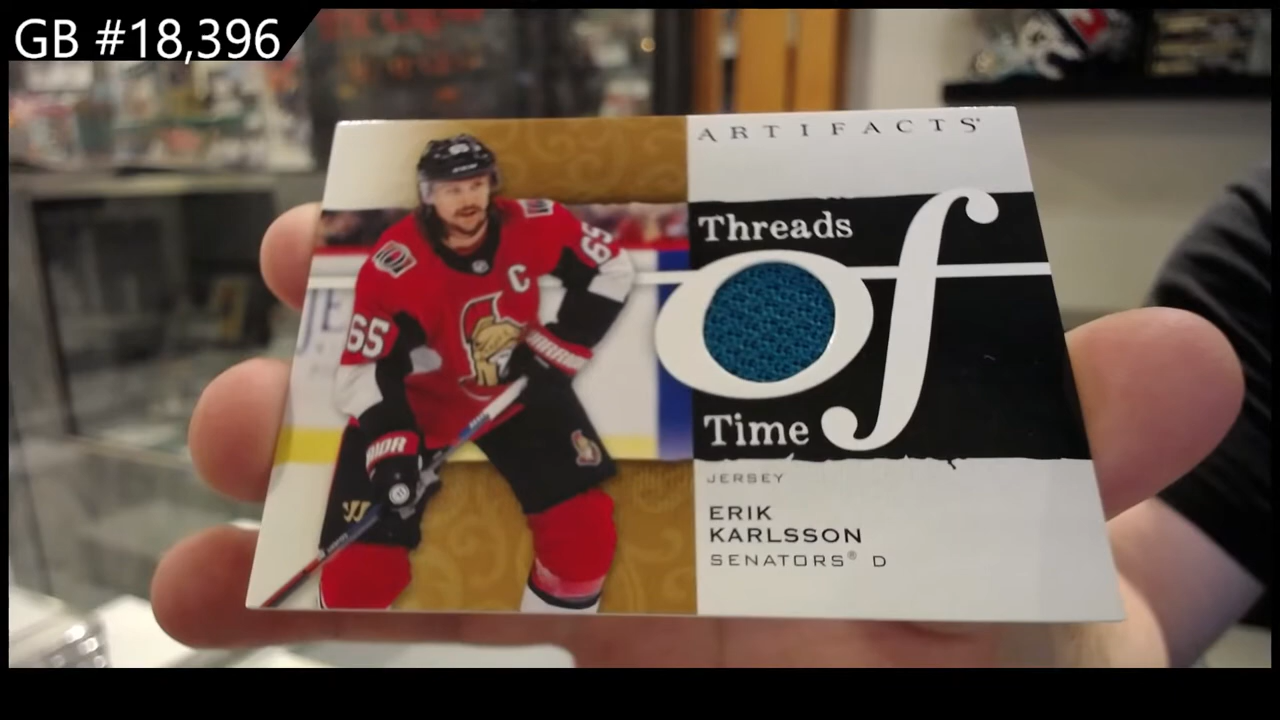 GB #18,396
ARTIFACTS
Threads
of
Time
JERSEY
ERIK
KARLSSON
SENATORS® D
C
65
65